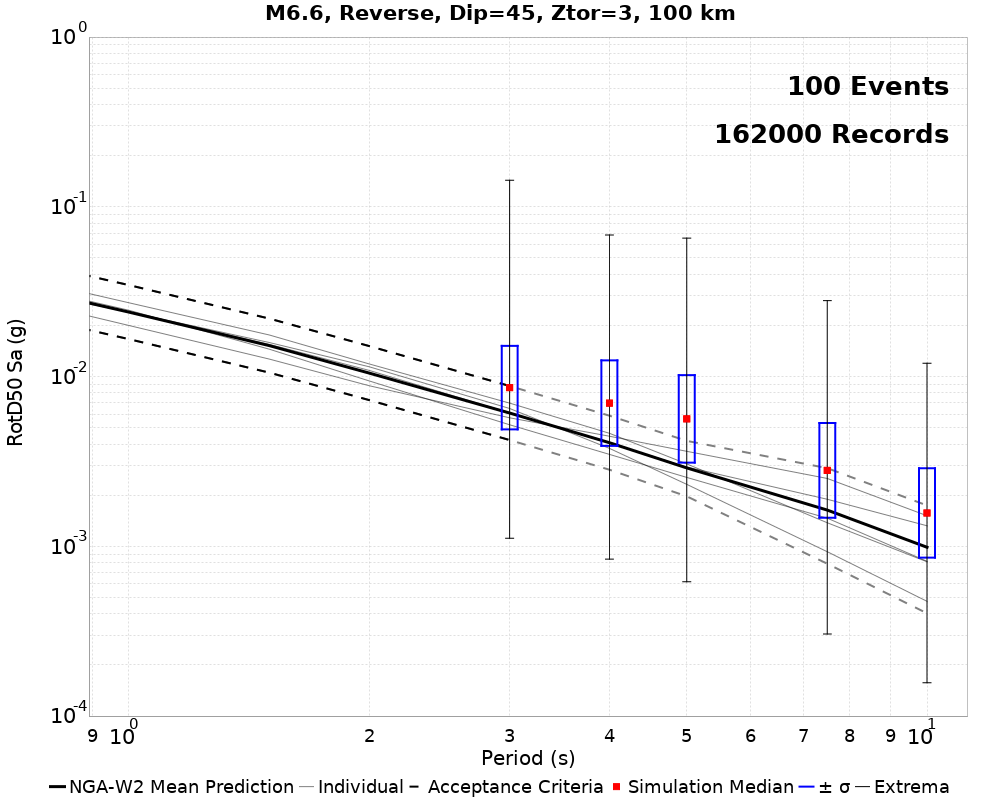 M6.6, Reverse, Dip=45, Ztor=3, 100 km
100 Events
162000 Records
10^0
10^-1
10^-2
10^-3
10^-4
RotD50 Sa (g)
9 10^0 2 3 4 5 6 7 8 9 10^1
Period (s)
NGA-W2 Mean Prediction Individual Acceptance Criteria Simulation Median ± σ Extrema